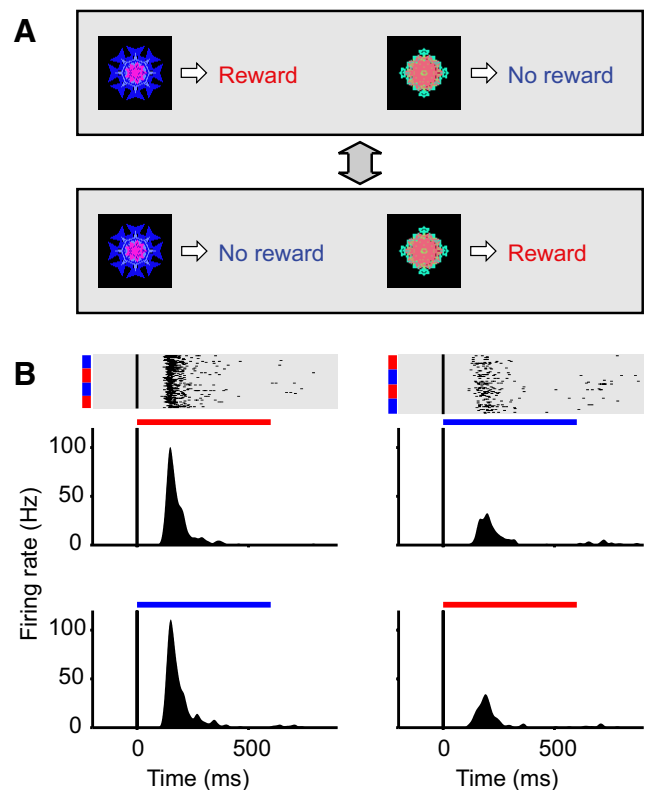 A
Reward
No reward
No reward
Reward
B
100
50
0
100
50
0
Firing rate (Hz)
0 500
0 500
Time (ms)
Time (ms)